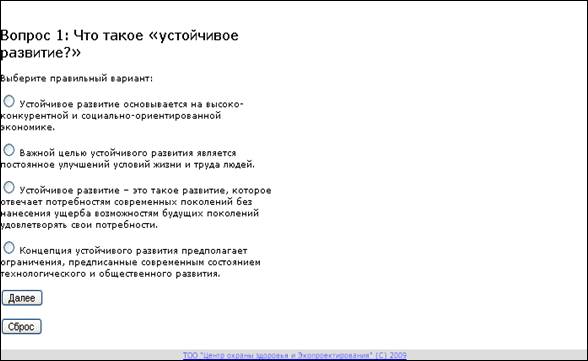 Вопрос 1: Что такое «устойчивое
развитие?»
Выберите правильный вариант:
Устойчивое развитие основывается на высоко-
конкурентной и социально-ориентированной
экономике.
Важной целью устойчивого развития является
постоянное улучшений условий жизни и труда людей.
Устойчивое развитие – это такое развитие, которое
отвечает потребностям современных поколений без
нанесения ущерба возможностям будущих поколений
удовлетворять свои потребности.
Концепция устойчивого развития предполагает
ограничения, предписанные современным состоянием
технологического и общественного развития.
Далее
Сброс
ТОО "Центр охраны здоровья и Экопроектирования" (С) 2009